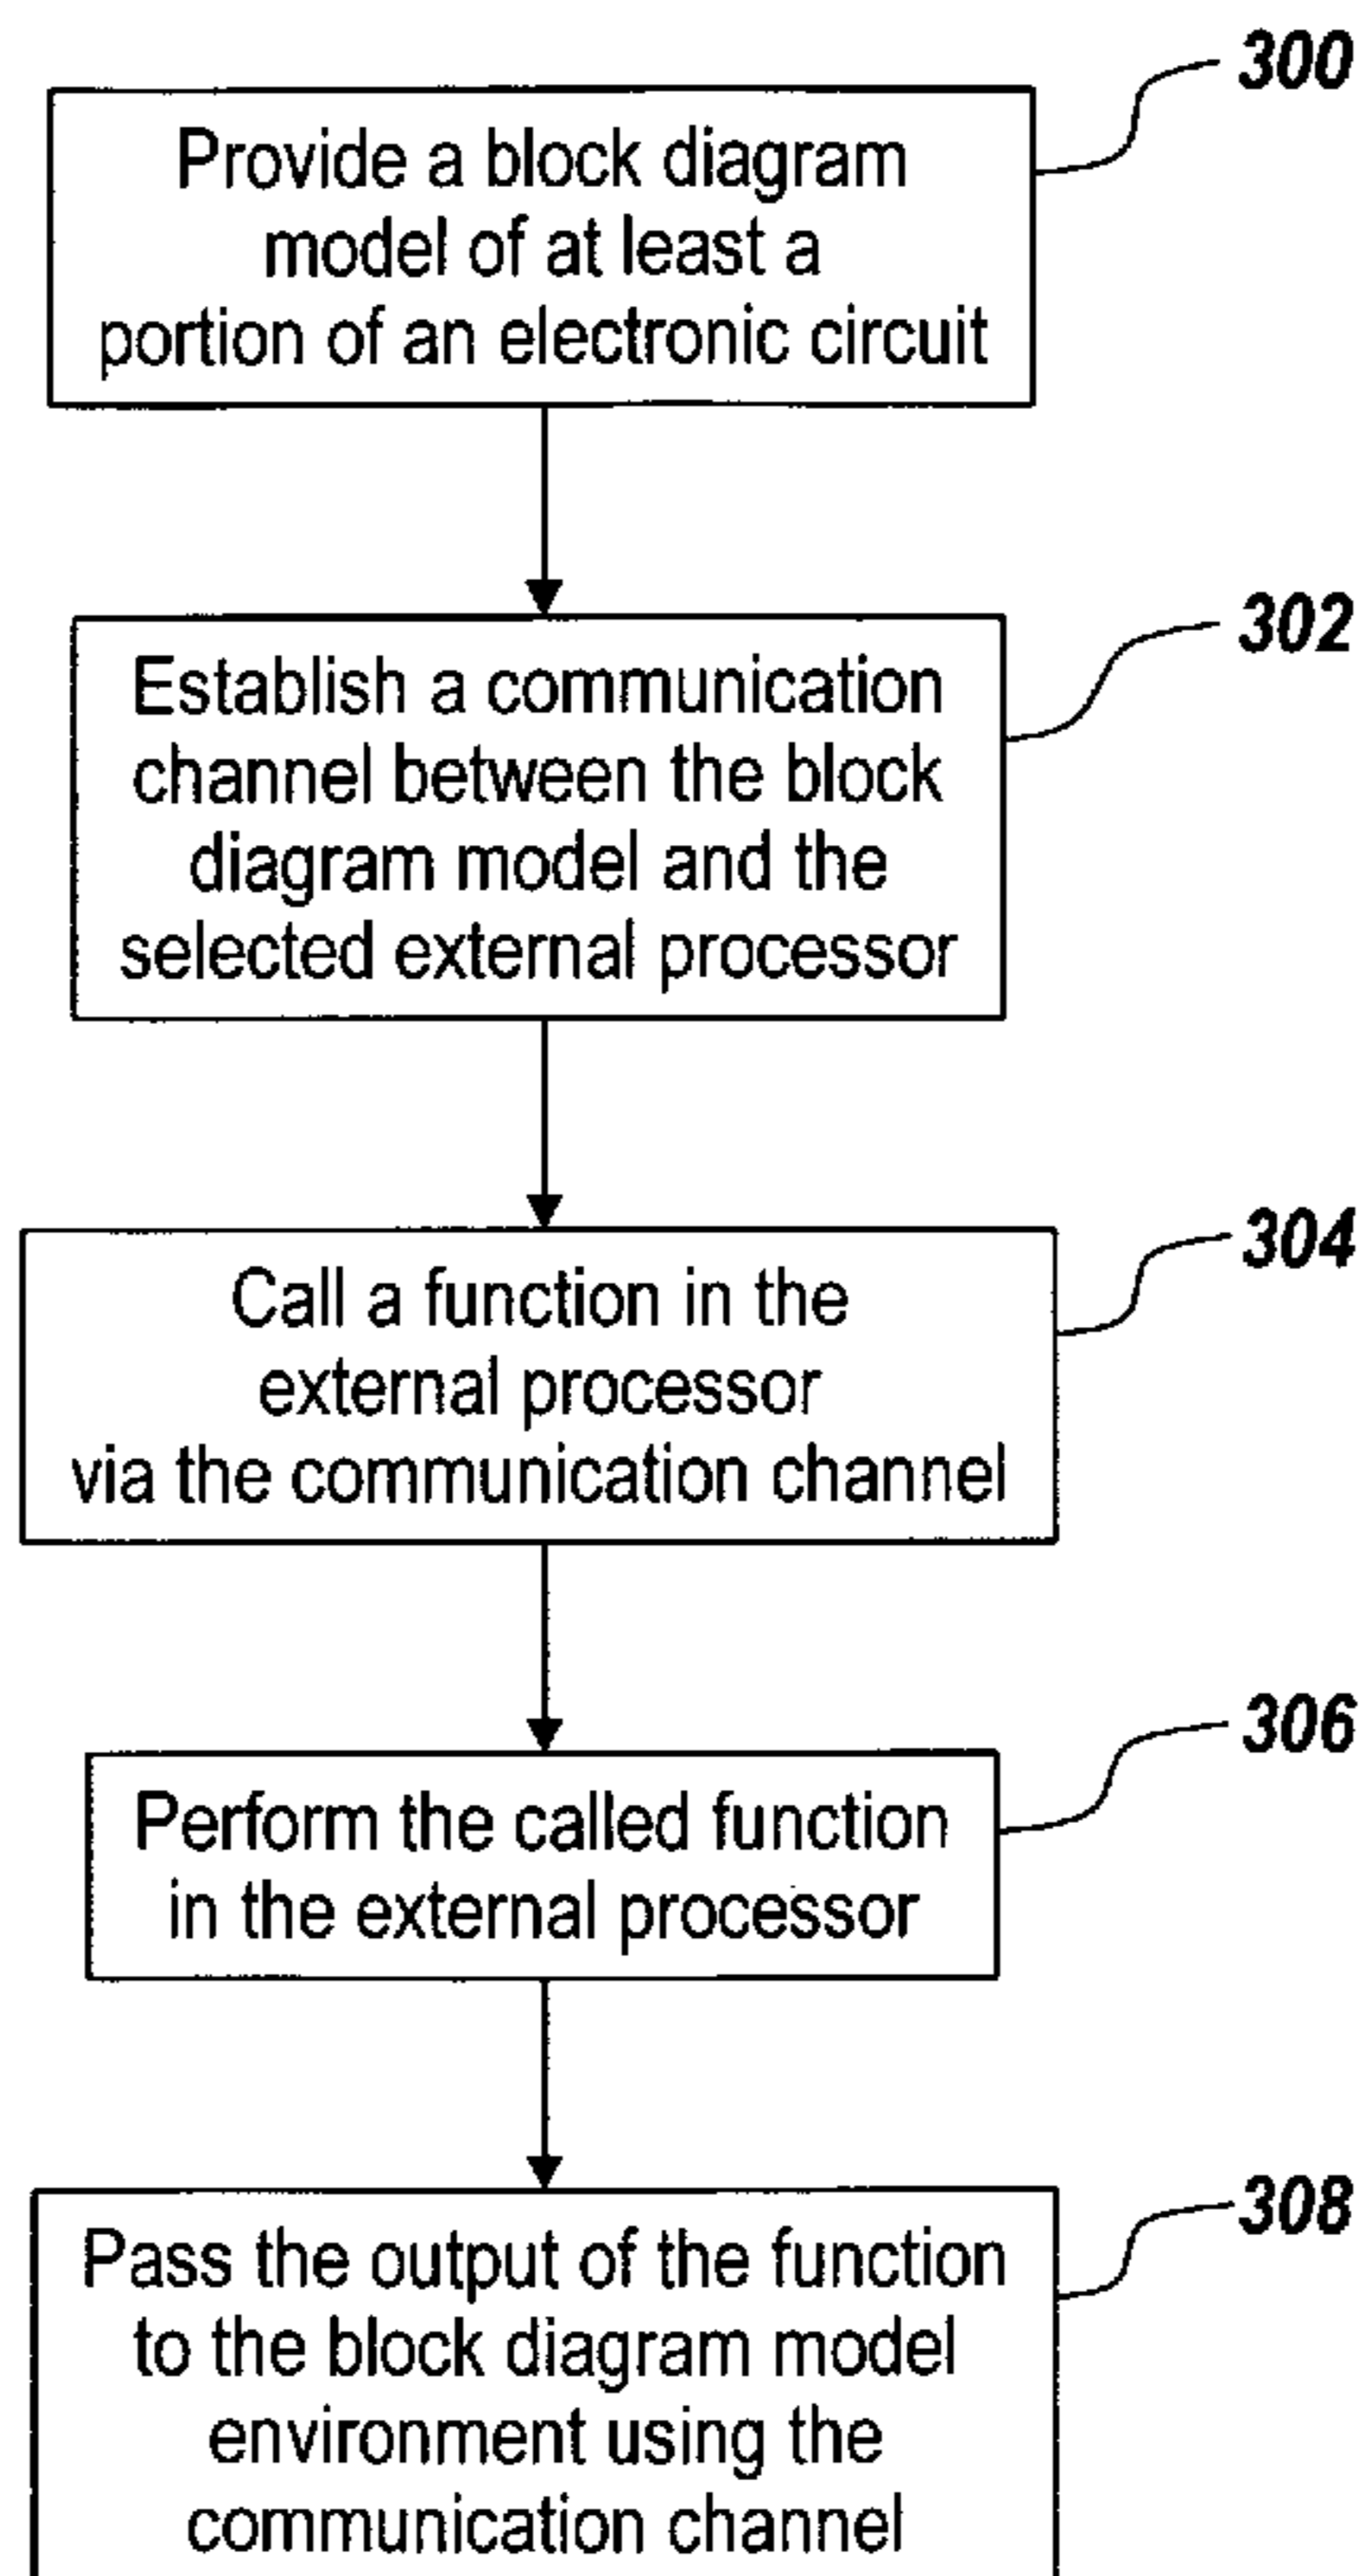 300
Provide a block diagram
model of at least a
portion of an electronic circuit
302
Establish a communication
channel between the block
diagram model and the
selected external processor
304
Call a function in the
external processor
via the communication channel
306
Perform the called function
in the external processor
308
Pass the output of the function
to the block diagram model
environment using the
communication channel